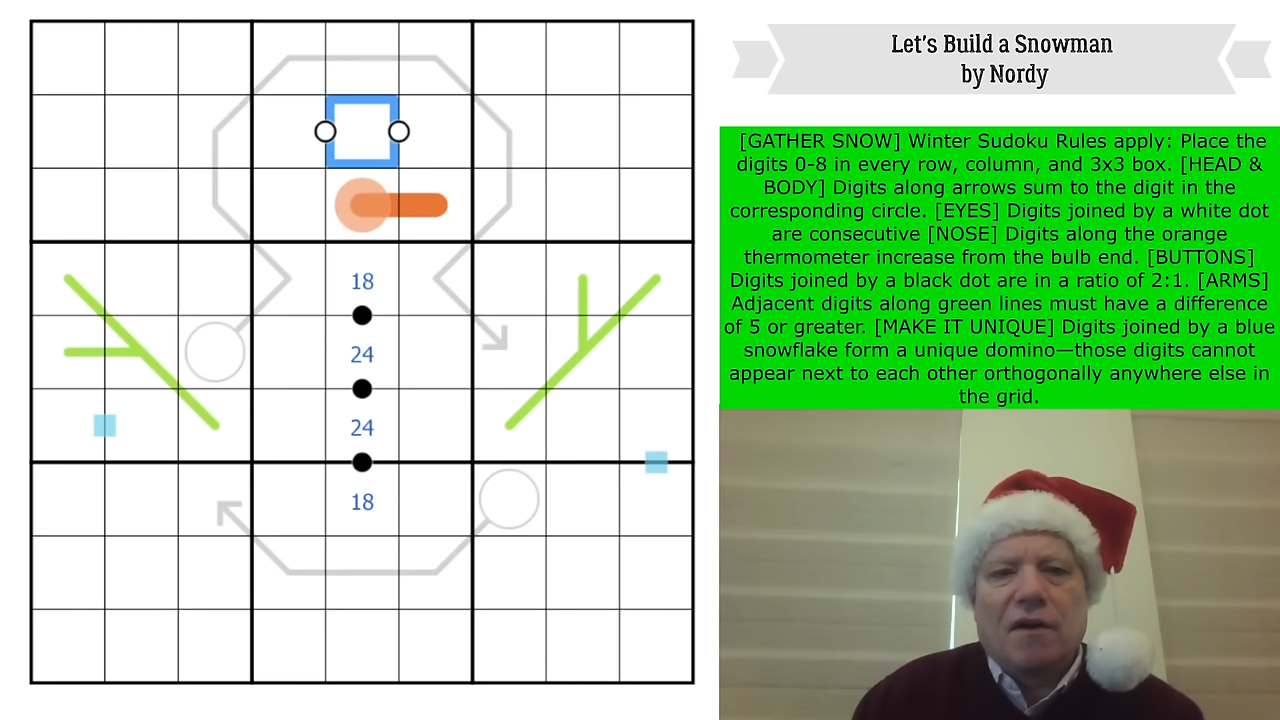 Let's Build a Snowman
by Nordy
[GATHER SNOW] Winter Sudoku Rules apply: Place the
digits 0-8 in every row, column, and 3x3 box. [HEAD &
BODY] Digits along arrows sum to the digit in the
corresponding circle. [EYES] Digits joined by a white dot
are consecutive [NOSE] Digits along the orange
thermometer increase from the bulb end. [BUTTONS]
Digits joined by a black dot are in a ratio of 2:1. [ARMS]
Adjacent digits along green lines must have a difference
of 5 or greater. [MAKE IT UNIQUE] Digits joined by a blue
snowflake form a unique domino—those digits cannot
appear next to each other orthogonally anywhere else in
the grid.
18
24
24
18